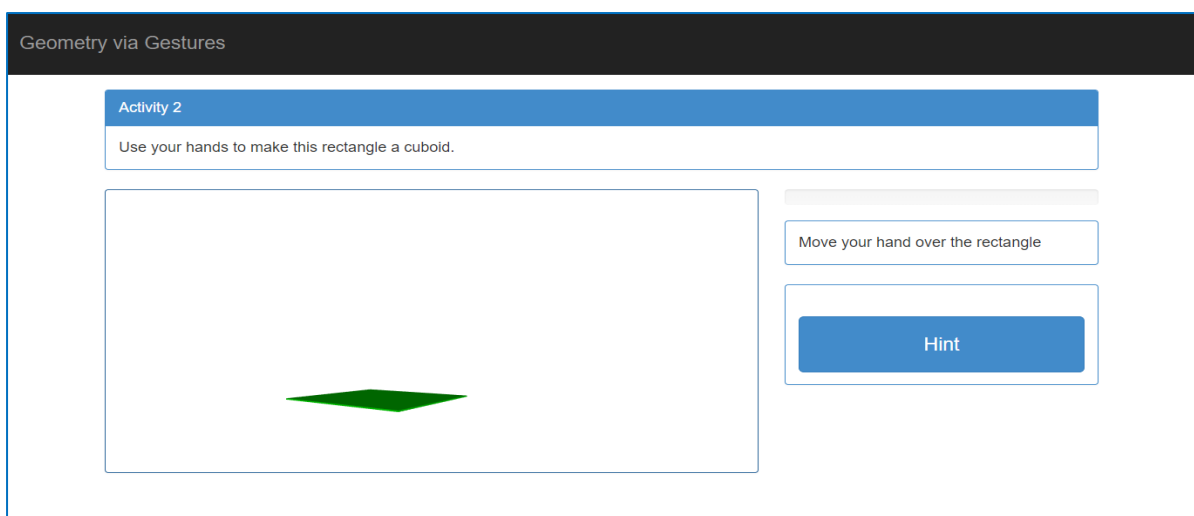 Geometry via Gestures
Activity 2
Use your hands to make this rectangle a cuboid.
Move your hand over the rectangle
Hint